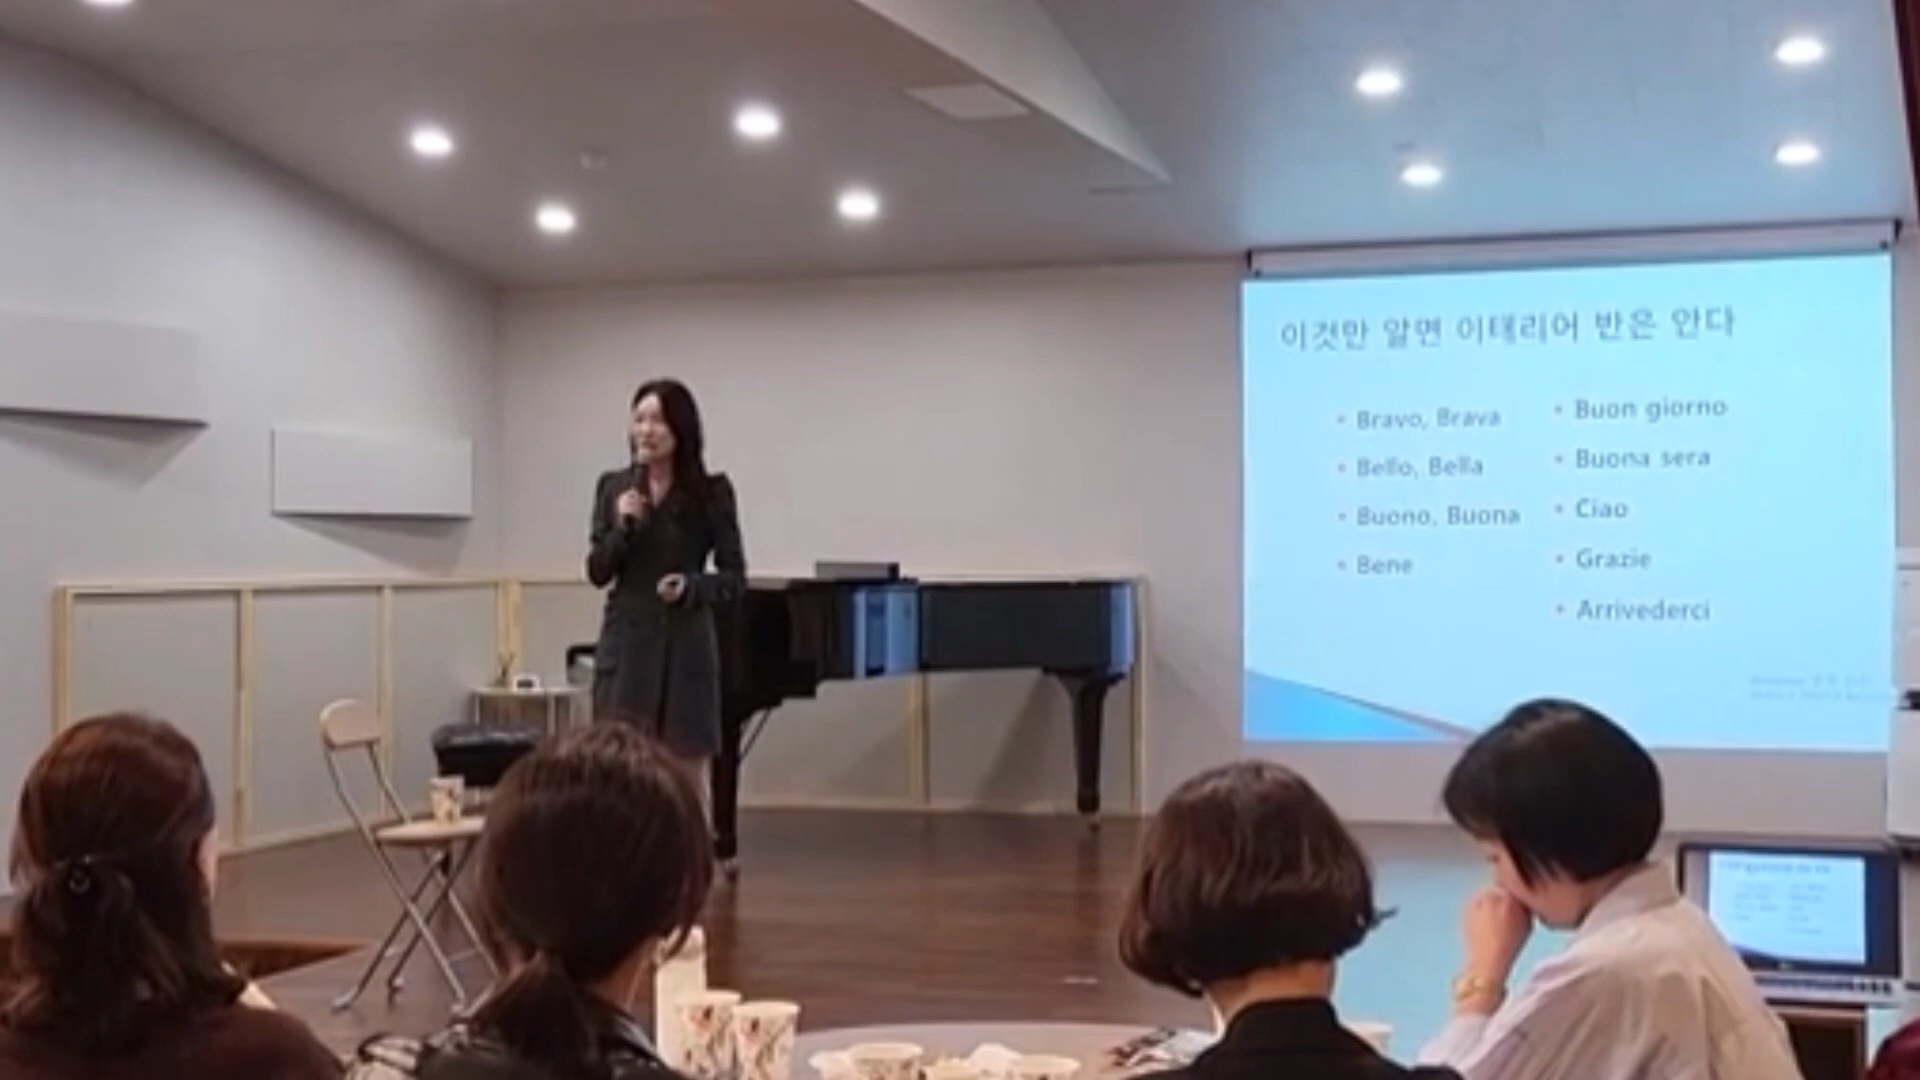 이것만 알면 이태리어 반은 안다
• Bravo, Brava
• Bello, Bella
• Buono, Buona
• Bene
• Buon giorno
• Buona sera
• Ciao
• Grazie
• Arrivederci